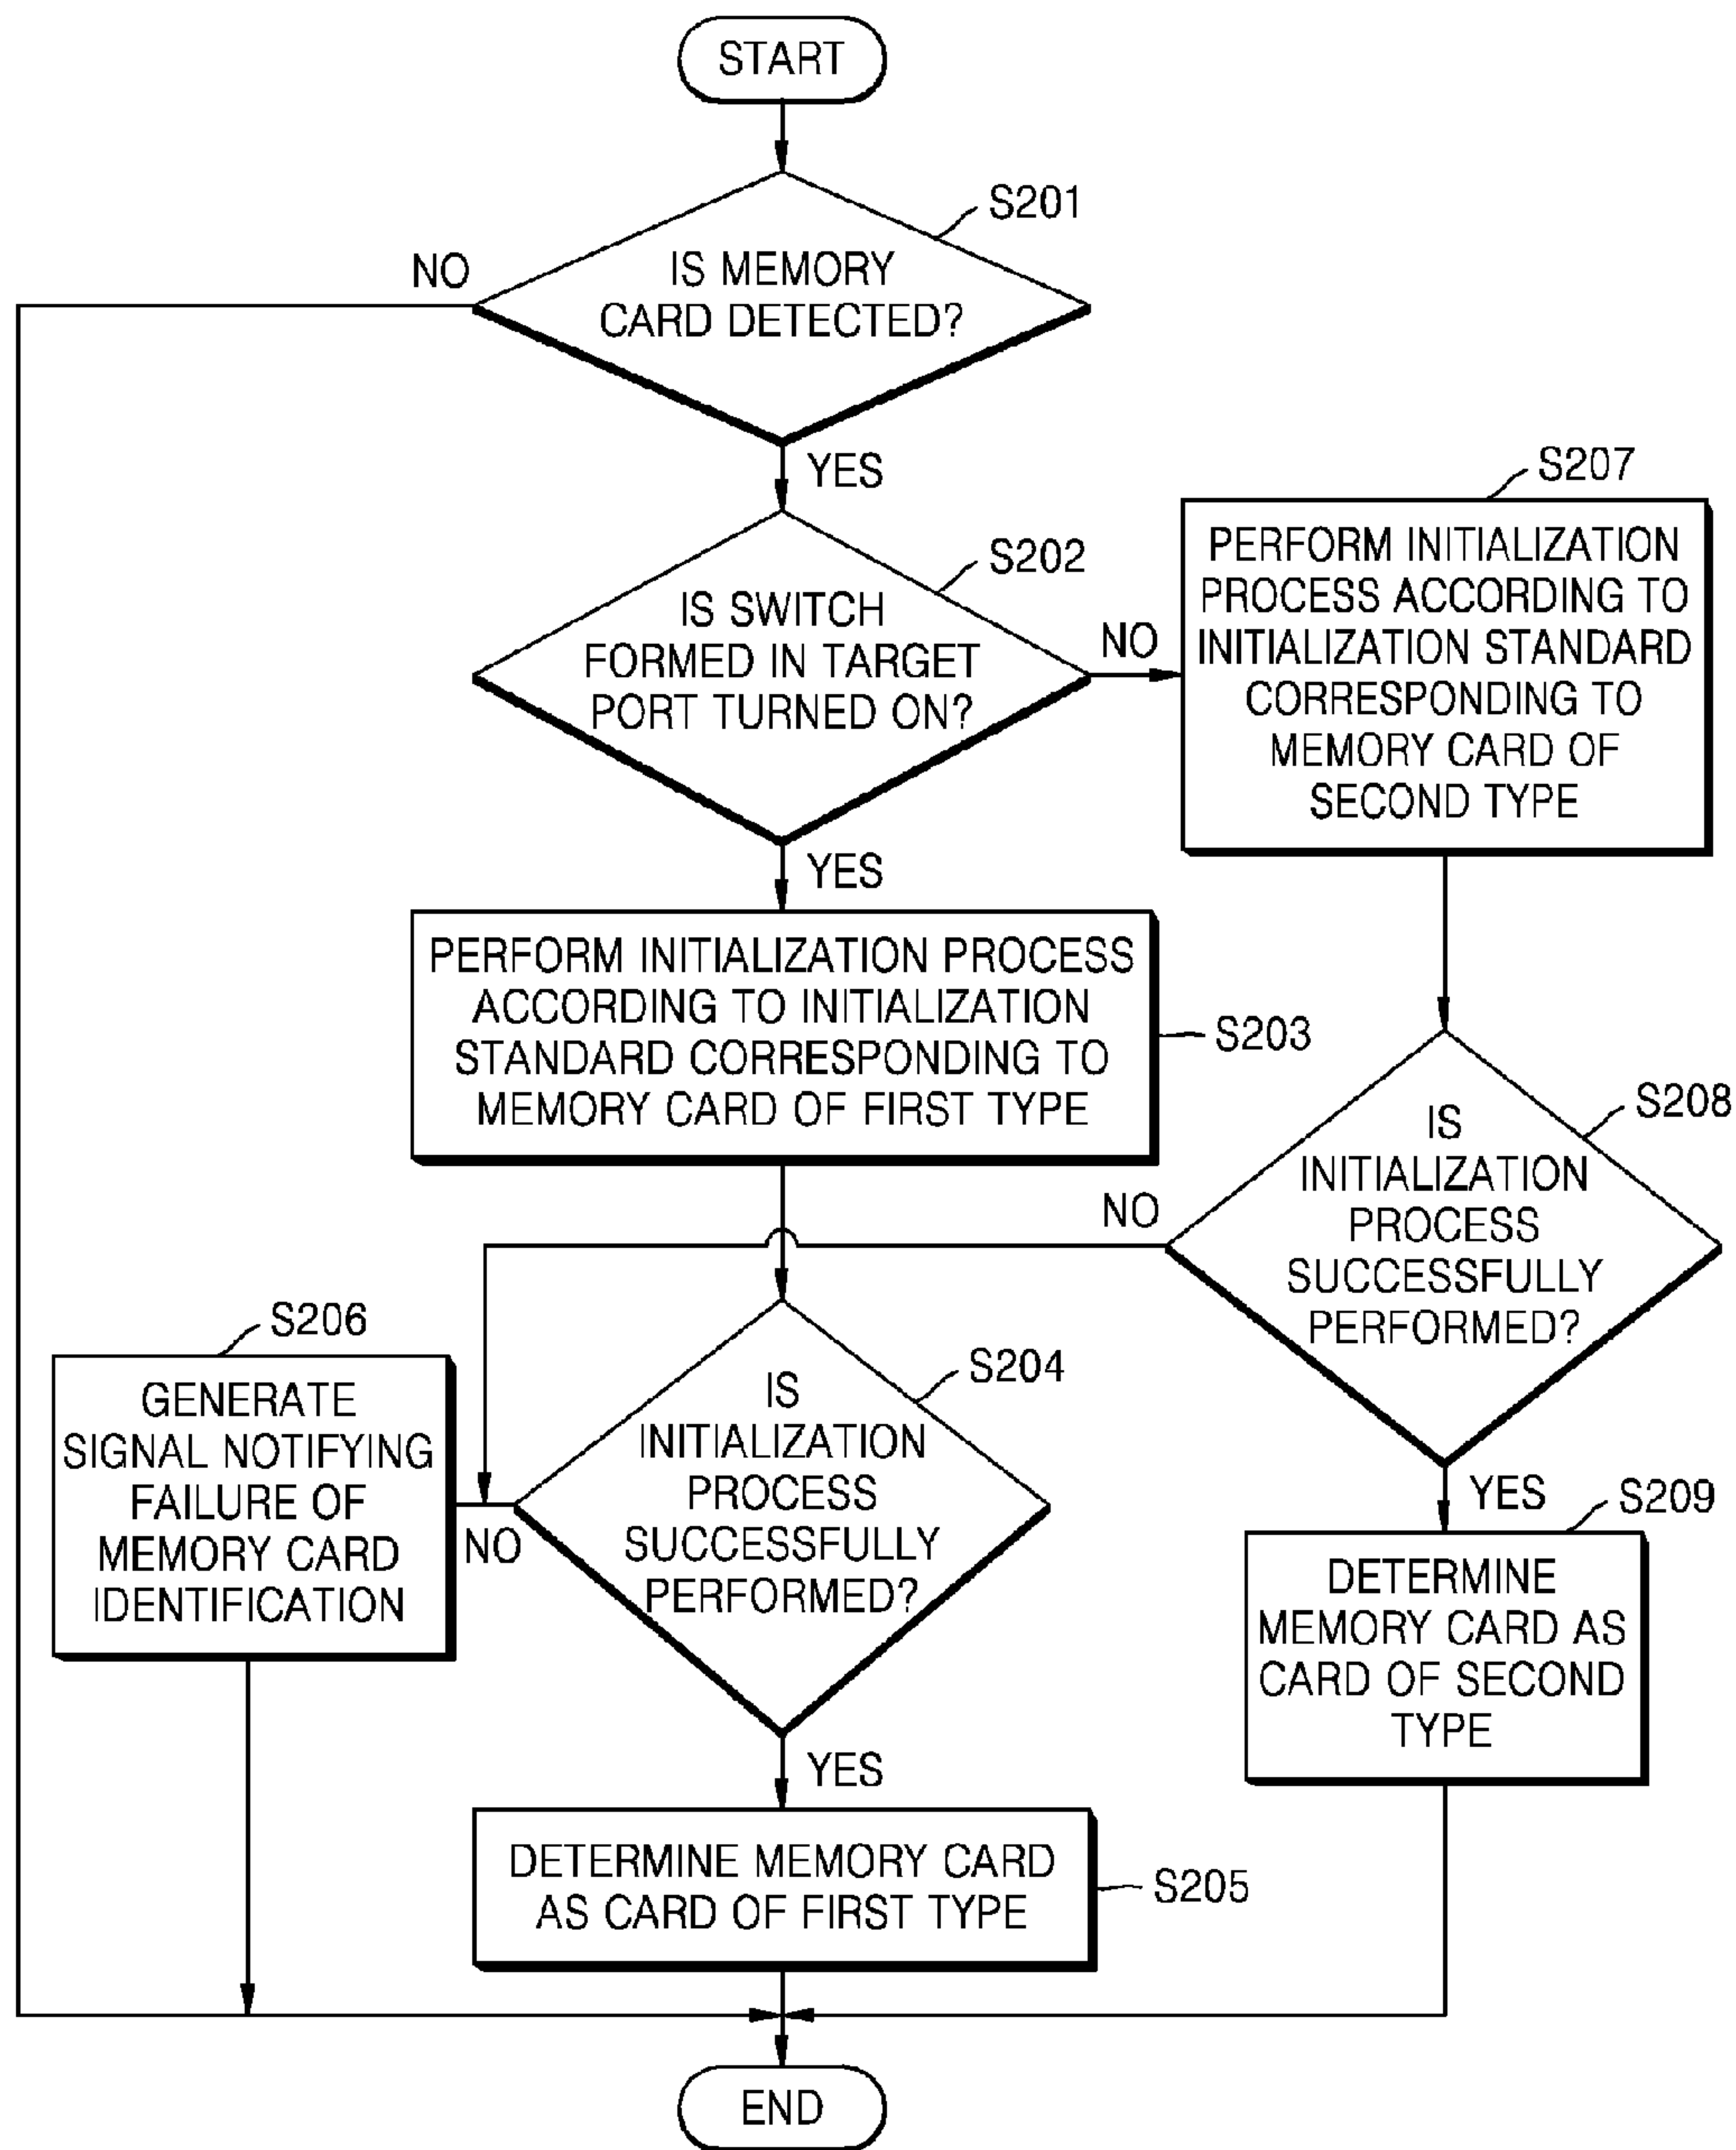 START
S201
NO
IS MEMORY
CARD DETECTED?
YES
S202
IS SWITCH
FORMED IN TARGET
PORT TURNED ON?
NO
S207
PERFORM INITIALIZATION
PROCESS ACCORDING TO
INITIALIZATION STANDARD
CORRESPONDING TO
MEMORY CARD OF
SECOND TYPE
YES
PERFORM INITIALIZATION PROCESS
ACCORDING TO INITIALIZATION
STANDARD CORRESPONDING TO
MEMORY CARD OF FIRST TYPE
S203
S208
IS
INITIALIZATION
PROCESS
SUCCESSFULLY
PERFORMED?
NO
S206
GENERATE
SIGNAL NOTIFYING
FAILURE OF
MEMORY CARD
IDENTIFICATION
NO
S204
IS
INITIALIZATION
PROCESS
SUCCESSFULLY
PERFORMED?
YES
S209
DETERMINE
MEMORY CARD AS
CARD OF SECOND
TYPE
YES
DETERMINE MEMORY CARD
AS CARD OF FIRST TYPE
S205
END